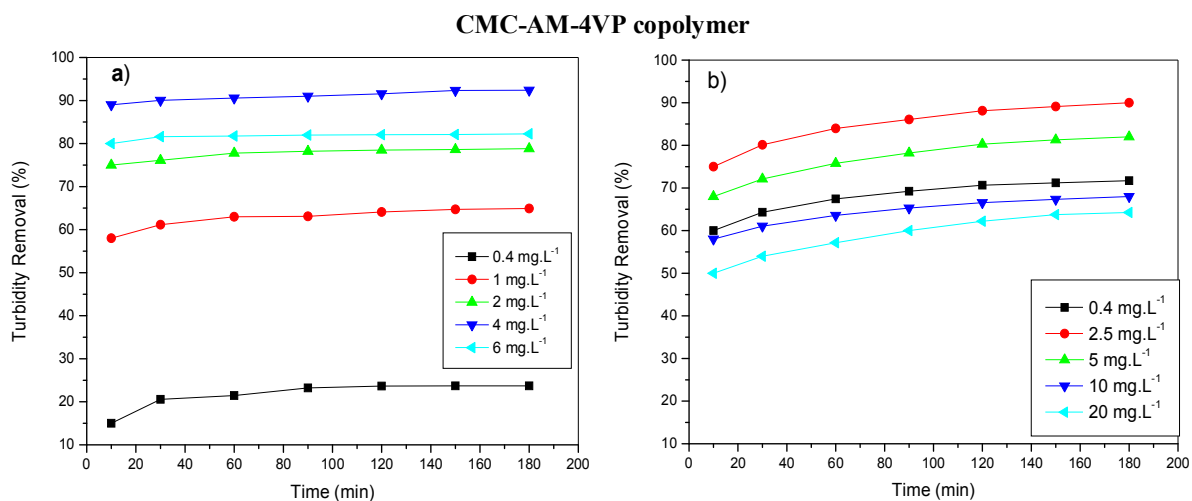 CMC-AM-4VP copolymer
a)
Turbidity Removal (%)
100
90
80
70
60
50
40
30
20
10
0 20 40 60 80 100 120 140 160 180 200
Time (min)
0.4 mg.L⁻¹
1 mg.L⁻¹
2 mg.L⁻¹
4 mg.L⁻¹
6 mg.L⁻¹
b)
Turbidity Removal (%)
100
90
80
70
60
50
40
30
20
10
0 20 40 60 80 100 120 140 160 180 200
Time (min)
0.4 mg.L⁻¹
2.5 mg.L⁻¹
5 mg.L⁻¹
10 mg.L⁻¹
20 mg.L⁻¹